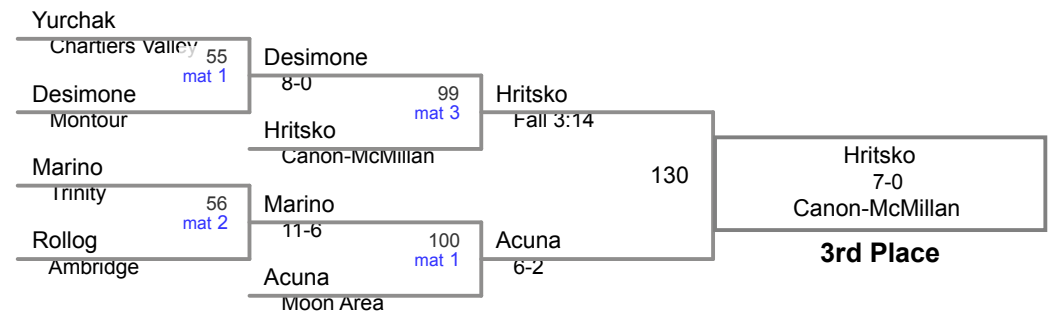 Yurchak
Chartiers Valley
55
mat 1
Desimone
Montour
Desimone
8-0
99
mat 3
Hritsko
Canon-McMillan
Hritsko
Fall 3:14
Marino
Trinity
56
mat 2
Rollog
Ambridge
Marino
11-6
100
mat 1
Acuna
Moon Area
Acuna
6-2
130
Hritsko
7-0
Canon-McMillan
3rd Place